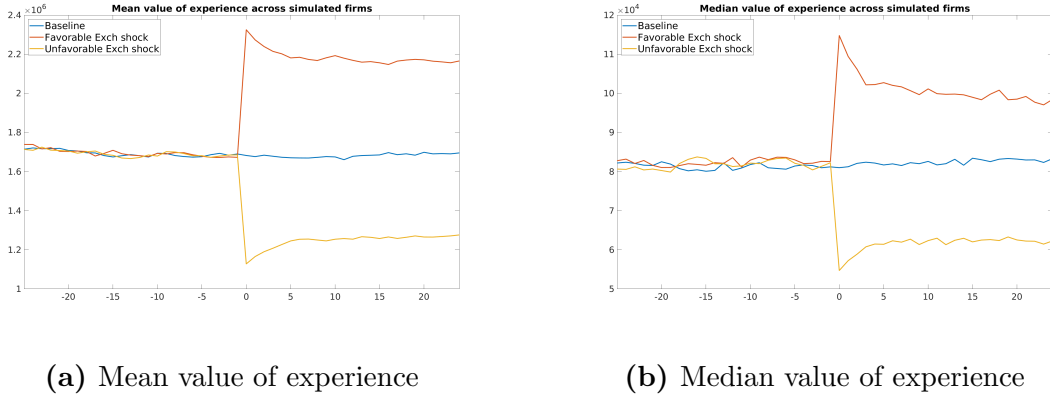 Mean value of experience across simulated firms
×10^6
Baseline
Favorable Exch shock
Unfavorable Exch shock
2.4
2.2
2
1.8
1.6
1.4
1.2
1
-20 -15 -10 -5 0 5 10 15 20
(a) Mean value of experience
Median value of experience across simulated firms
×10^4
Baseline
Favorable Exch shock
Unfavorable Exch shock
12
11
10
9
8
7
6
5
-20 -15 -10 -5 0 5 10 15 20
(b) Median value of experience